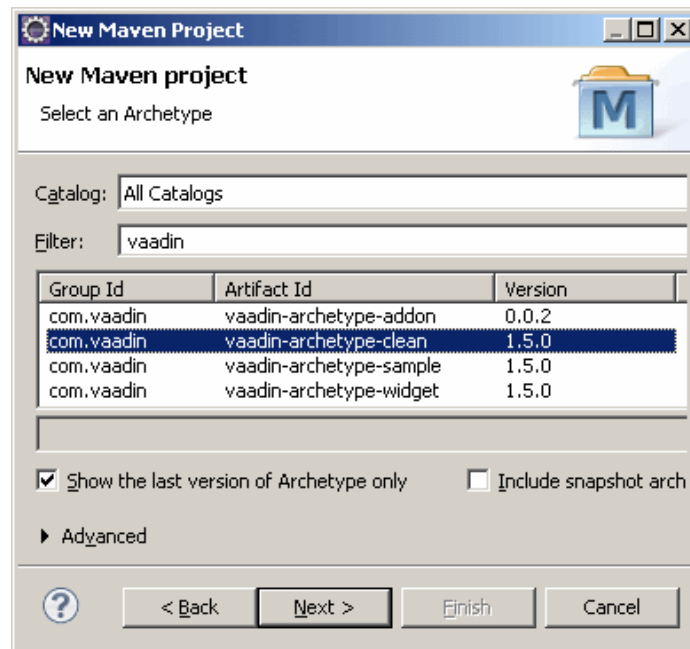 New Maven Project
New Maven project
Select an Archetype
M
Catalog: All Catalogs
Filter: vaadin
Group Id Artifact Id Version
com.vaadin vaadin-archetype-addon 0.0.2
com.vaadin vaadin-archetype-clean 1.5.0
com.vaadin vaadin-archetype-sample 1.5.0
com.vaadin vaadin-archetype-widget 1.5.0
Show the last version of Archetype only Include snapshot arch
Advanced
? < Back Next > Finish Cancel